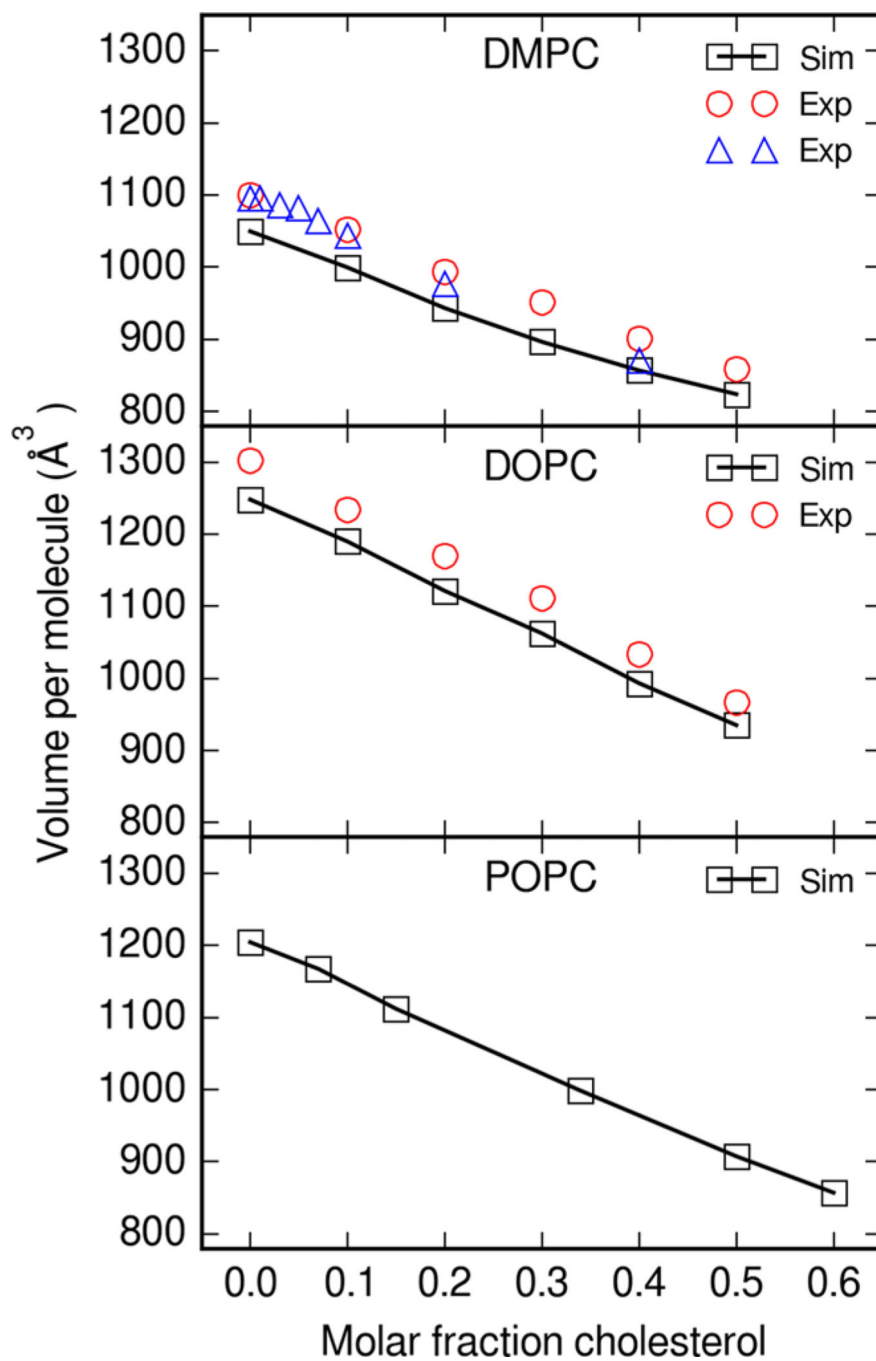 DMPC
Sim
Exp
Exp
1300
1200
1100
1000
900
800
DOPC
Sim
Exp
1300
1200
1100
1000
900
800
POPC
Sim
1300
1200
1100
1000
900
800
Volume per molecule (Å³)
0.0 0.1 0.2 0.3 0.4 0.5 0.6
Molar fraction cholesterol